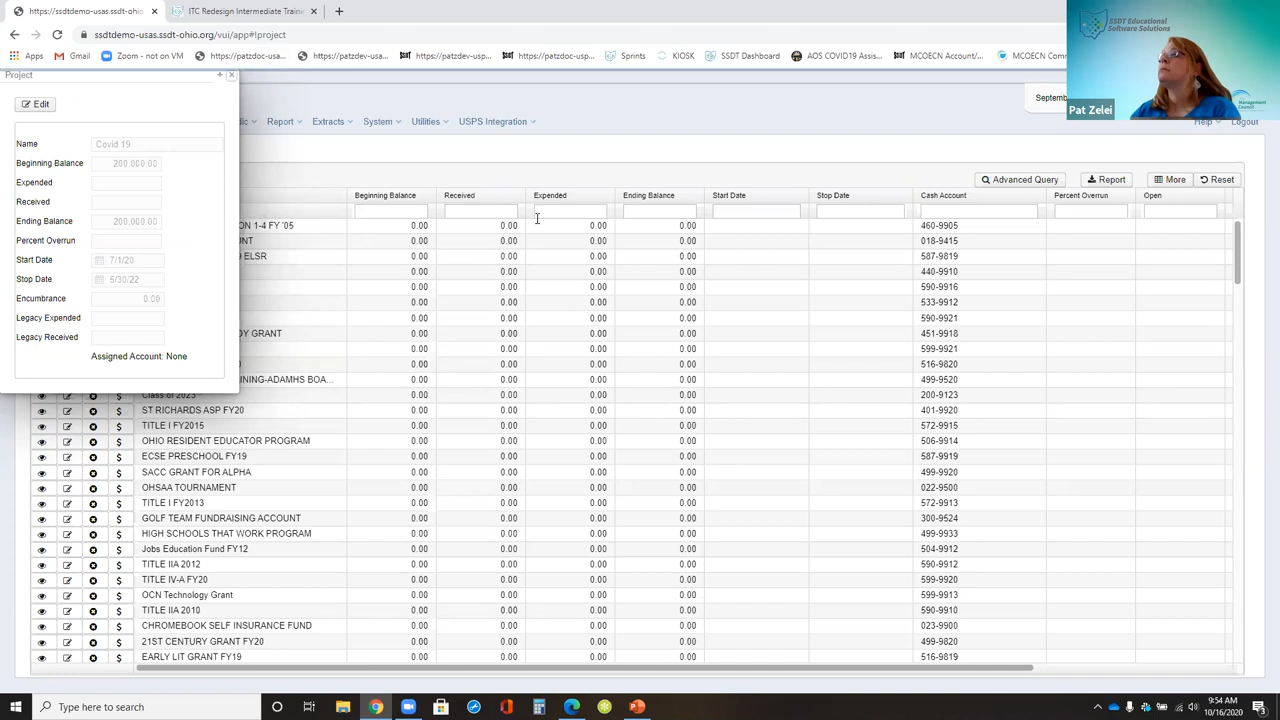 https://ssdtdemo-usas.ssdt-ohio
ITC Redesign Intermediate Training
ssdtdemo-usas.ssdt-ohio.org/vui/app#!project
Apps
Gmail
Zoom - not on VM
https://patzdoc-usa...
https://patzdev-usp...
https://patzdoc-usp...
Sprints
KIOSK
SSDT Dashboard
AOS COVID19 Assist...
MCOECN Account/...
MCOECN Comm
SSDT Educational
Software Solutions
Management
Council
Pat Zelei
Septemb
Report
Extracts
System
Utilities
USPS Integration
Help
Logout
Project
Edit
Name Covid 19
Beginning Balance 200,000.00
Expended
Received
Ending Balance 200,000.00
Percent Overrun
Start Date 7/1/20
Stop Date 5/30/22
Encumbrance 0.00
Legacy Expended
Legacy Received
Assigned Account: None
Advanced Query
Report
More
Reset
Beginning Balance Received Expended Ending Balance Start Date Stop Date Cash Account Percent Overrun Open
ON 1-4 FY '05 0.00 0.00 0.00 0.00 460-9905
UNT 0.00 0.00 0.00 0.00 018-9415
9 ELSR 0.00 0.00 0.00 0.00 587-9819
0.00 0.00 0.00 0.00 440-9910
0.00 0.00 0.00 0.00 590-9916
0.00 0.00 0.00 0.00 533-9912
0.00 0.00 0.00 0.00 590-9921
DY GRANT 0.00 0.00 0.00 0.00 451-9918
0.00 0.00 0.00 0.00 599-9921
0 0.00 0.00 0.00 0.00 516-9820
INING-ADAMHS BOA... 0.00 0.00 0.00 0.00 499-9520
Class of 2023 0.00 0.00 0.00 0.00 200-9123
ST RICHARDS ASP FY20 0.00 0.00 0.00 0.00 401-9920
TITLE I FY2015 0.00 0.00 0.00 0.00 572-9915
OHIO RESIDENT EDUCATOR PROGRAM 0.00 0.00 0.00 0.00 506-9914
ECSE PRESCHOOL FY19 0.00 0.00 0.00 0.00 587-9919
SACC GRANT FOR ALPHA 0.00 0.00 0.00 0.00 499-9920
OHSAA TOURNAMENT 0.00 0.00 0.00 0.00 022-9500
TITLE I FY2013 0.00 0.00 0.00 0.00 572-9913
GOLF TEAM FUNDRAISING ACCOUNT 0.00 0.00 0.00 0.00 300-9524
HIGH SCHOOLS THAT WORK PROGRAM 0.00 0.00 0.00 0.00 499-9933
Jobs Education Fund FY12 0.00 0.00 0.00 0.00 504-9912
TITLE IIA 2012 0.00 0.00 0.00 0.00 590-9912
TITLE IV-A FY20 0.00 0.00 0.00 0.00 599-9920
OCN Technology Grant 0.00 0.00 0.00 0.00 599-9913
TITLE IIA 2010 0.00 0.00 0.00 0.00 590-9910
CHROMEBOOK SELF INSURANCE FUND 0.00 0.00 0.00 0.00 023-9900
21ST CENTURY GRANT FY20 0.00 0.00 0.00 0.00 499-9820
EARLY LIT GRANT FY19 0.00 0.00 0.00 0.00 516-9819
Type here to search
9:54 AM
10/16/2020